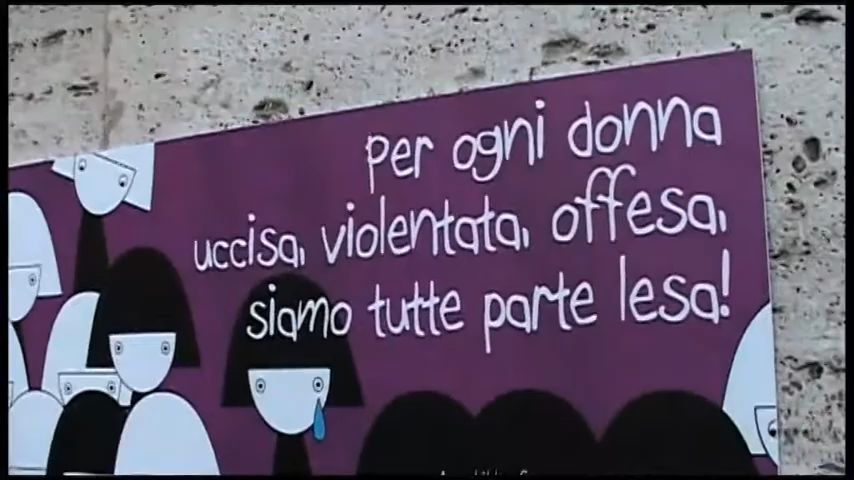 per ogni donna
uccisa, violentata, offesa,
siamo tutte parte lesa!